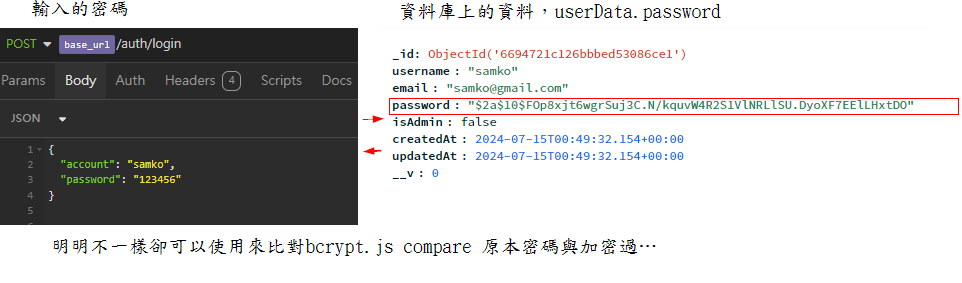 輸入的密碼
資料庫上的資料，userData.password
POST base_url /auth/login
Params Body Auth Headers 4 Scripts Docs
JSON
1 {
2 "account": "samko",
3 "password": "123456"
4 }
5
_id: ObjectId('6694721c126bbbed53086ce1')
username : "samko"
email : "samko@gmail.com"
password : "$2a$10$FOp8xjt6wgrSuj3C.N/kquvW4R2S1VlNRLlSU.DyoXF7EElLHxtDO"
isAdmin : false
createdAt : 2024-07-15T00:49:32.154+00:00
updatedAt : 2024-07-15T00:49:32.154+00:00
__v : 0
明明不一樣卻可以使用來比對bcrypt.js compare 原本密碼與加密過…